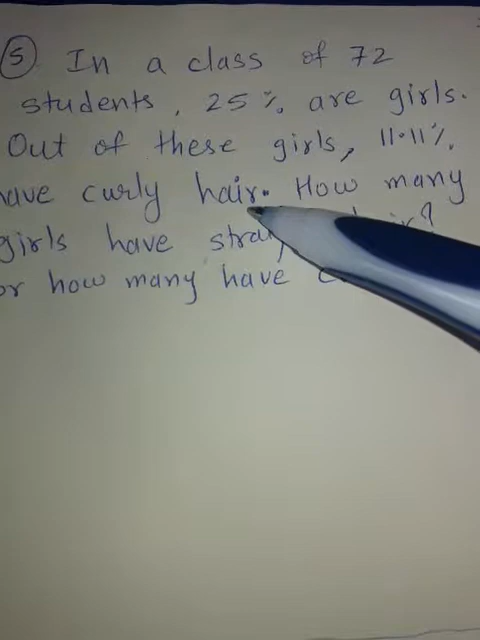 5 In a class of 72
students, 25% are girls.
Out of these girls, 11.11%
have curly hair. How many
girls have
or how many have